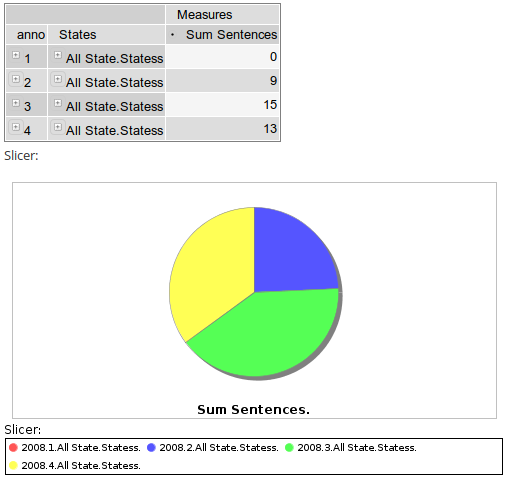 Measures
anno States • Sum Sentences
1 All State.Statess 0
2 All State.Statess 9
3 All State.Statess 15
4 All State.Statess 13
Slicer:
Sum Sentences.
Slicer:
2008.1.All State.Statess. 2008.2.All State.Statess. 2008.3.All State.Statess.
2008.4.All State.Statess.